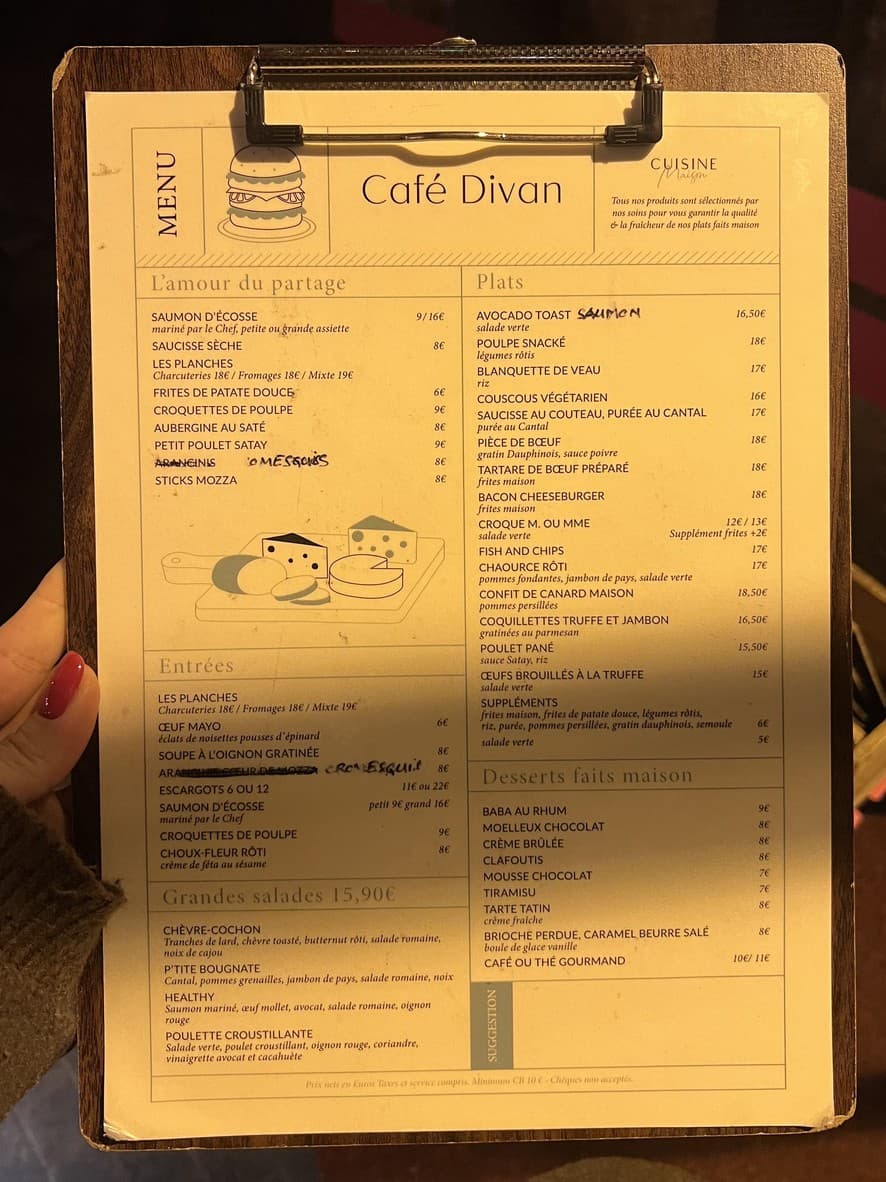 MENU
Café Divan
CUISINE
Maison
Tous nos produits sont sélectionnés par
nos soins pour vous garantir la qualité
& la fraîcheur de nos plats faits maison
L'amour du partage
SAUMON D'ÉCOSSE 9/16€
mariné par le Chef, petite ou grande assiette
SAUCISSE SÈCHE 8€
LES PLANCHES
Charcuteries 18€ / Fromages 18€ / Mixte 19€
FRITES DE PATATE DOUCE 6€
CROQUETTES DE POULPE 9€
AUBERGINE AU SATÉ 8€
PETIT POULET SATAY 9€
ARANCINIS 8€
STICKS MOZZA 8€
Entrées
LES PLANCHES
Charcuteries 18€ / Fromages 18€ / Mixte 19€
ŒUF MAYO 6€
éclats de noisettes pousses d'épinard
SOUPE À L'OIGNON GRATINÉE 8€
CROMESQUIS 8€
ESCARGOTS 6 OU 12 11€ ou 22€
SAUMON D'ÉCOSSE petit 9€ grand 16€
mariné par le Chef
CROQUETTES DE POULPE 9€
CHOUX-FLEUR RÔTI 8€
crème de féta au sésame
Grandes salades 15,90€
CHÈVRE-COCHON
Tranches de lard, chèvre toasté, butternut rôti, salade romaine,
noix de cajou
P'TITE BOUGNATE
Cantal, pommes grenailles, jambon de pays, salade romaine, noix
HEALTHY
Saumon mariné, œuf mollet, avocat, salade romaine, oignon
rouge
POULETTE CROUSTILLANTE
Salade verte, poulet croustillant, oignon rouge, coriandre,
vinaigrette avocat et cacahuète
Plats
AVOCADO TOAST SAUMON 16,50€
salade verte
POULPE SNACKÉ 18€
légumes rôtis
BLANQUETTE DE VEAU 17€
riz
COUSCOUS VÉGÉTARIEN 16€
SAUCISSE AU COUTEAU, PURÉE AU CANTAL 17€
purée au Cantal
PIÈCE DE BŒUF 18€
gratin Dauphinois, sauce poivre
TARTARE DE BŒUF PRÉPARÉ 18€
frites maison
BACON CHEESEBURGER 18€
frites maison
CROQUE M. OU MME 12€ / 13€
salade verte Supplément frites +2€
FISH AND CHIPS 17€
CHAOURCE RÔTI 17€
pommes fondantes, jambon de pays, salade verte
CONFIT DE CANARD MAISON 18,50€
pommes persillées
COQUILLETTES TRUFFE ET JAMBON 16,50€
gratinées au parmesan
POULET PANÉ 15,50€
sauce Satay, riz
ŒUFS BROUILLÉS À LA TRUFFE 15€
salade verte
SUPPLÉMENTS
frites maison, frites de patate douce, légumes rôtis,
riz, purée, pommes persillées, gratin dauphinois, semoule 6€
salade verte 5€
Desserts faits maison
BABA AU RHUM 9€
MOELLEUX CHOCOLAT 8€
CRÈME BRÛLÉE 8€
CLAFOUTIS 8€
MOUSSE CHOCOLAT 7€
TIRAMISU 7€
TARTE TATIN 8€
crème fraîche
BRIOCHE PERDUE, CARAMEL BEURRE SALÉ 8€
boule de glace vanille
CAFÉ OU THÉ GOURMAND 10€/ 11€
SUGGESTION
Prix nets en Euros Taxes et service compris. Minimum CB 10 € - Chèques non acceptés.